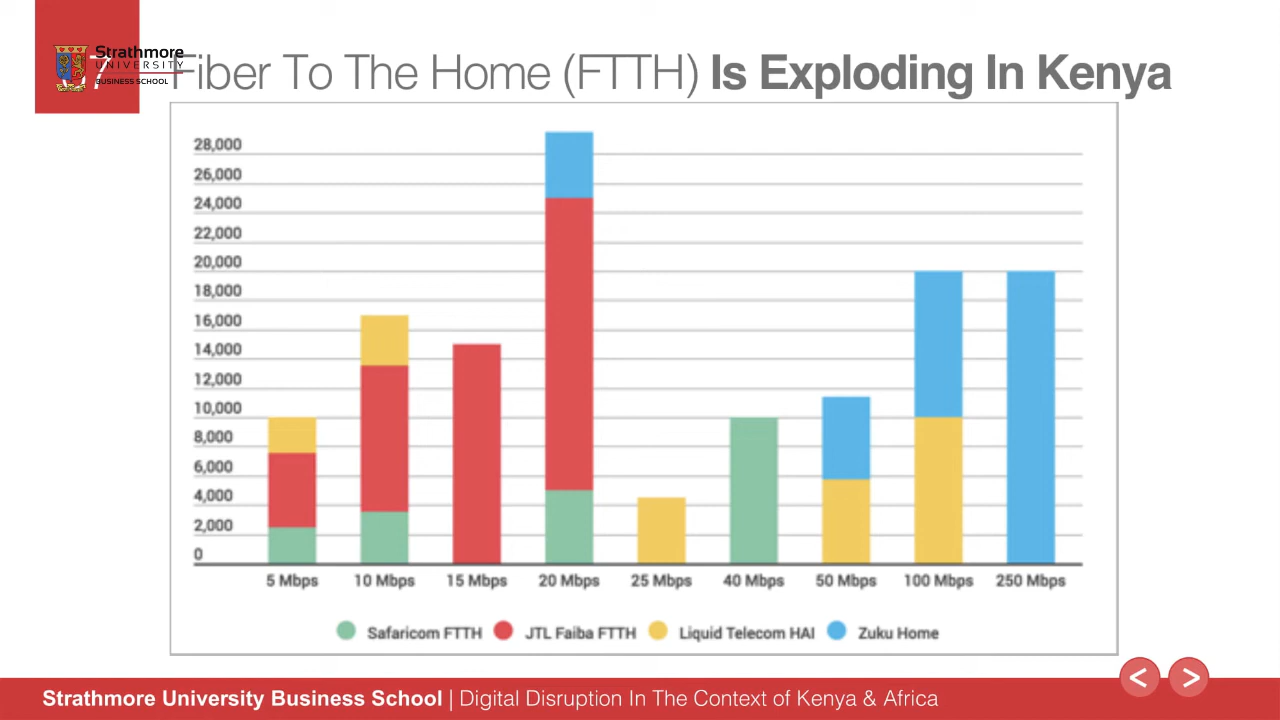 Strathmore
UNIVERSITY
BUSINESS SCHOOL
7 Fiber To The Home (FTTH) Is Exploding In Kenya
28,000
26,000
24,000
22,000
20,000
18,000
16,000
14,000
12,000
10,000
8,000
6,000
4,000
2,000
0
5 Mbps 10 Mbps 15 Mbps 20 Mbps 25 Mbps 40 Mbps 50 Mbps 100 Mbps 250 Mbps
Safaricom FTTH JTL Faiba FTTH Liquid Telecom HAI Zuku Home
Strathmore University Business School | Digital Disruption In The Context of Kenya & Africa
< >